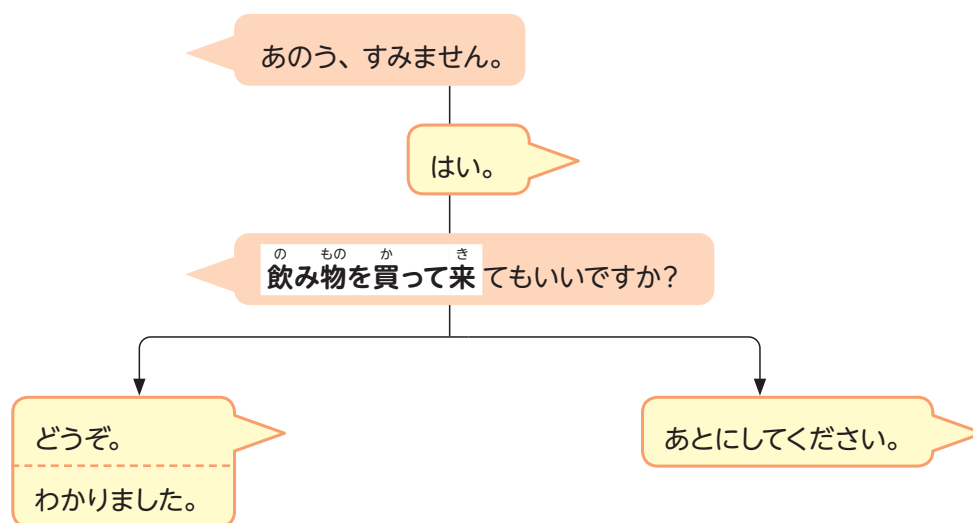 あのう、すみません。
はい。
の もの か き
飲み物を買って来てもいいですか？
どうぞ。
わかりました。
あとにしてください。